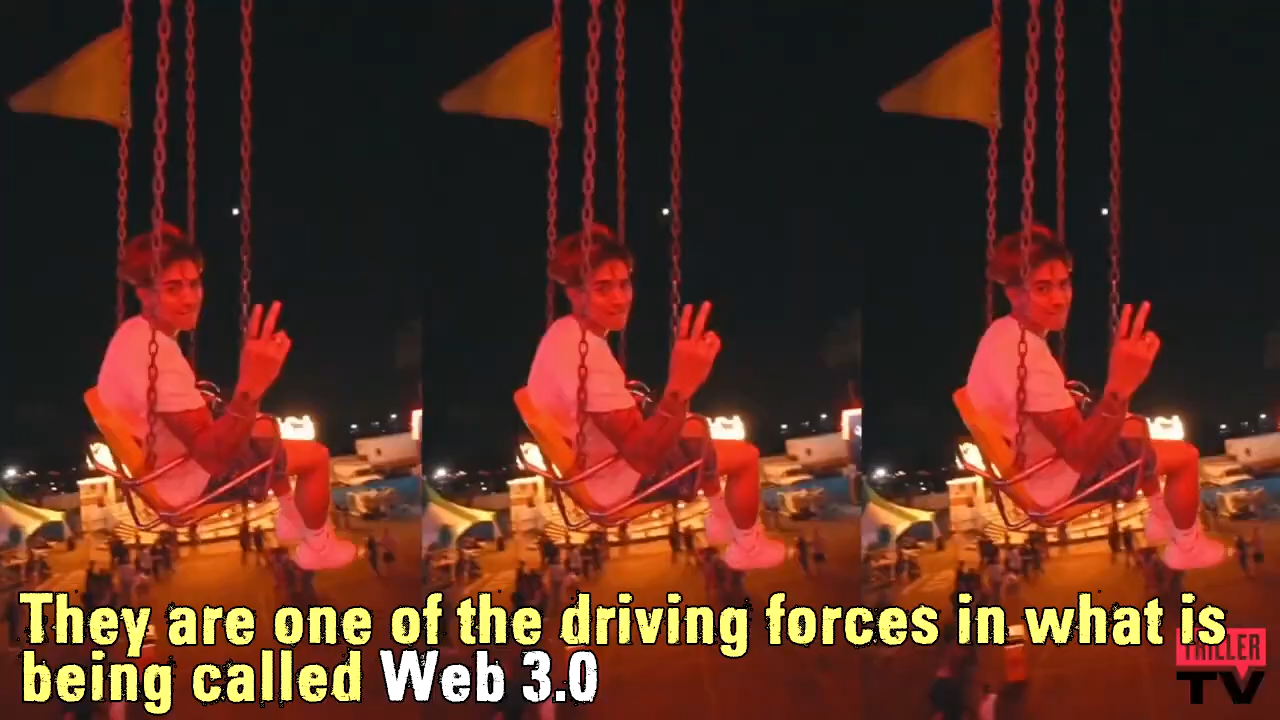 They are one of the driving forces in what is
being called Web 3.0
TRILLER
TV